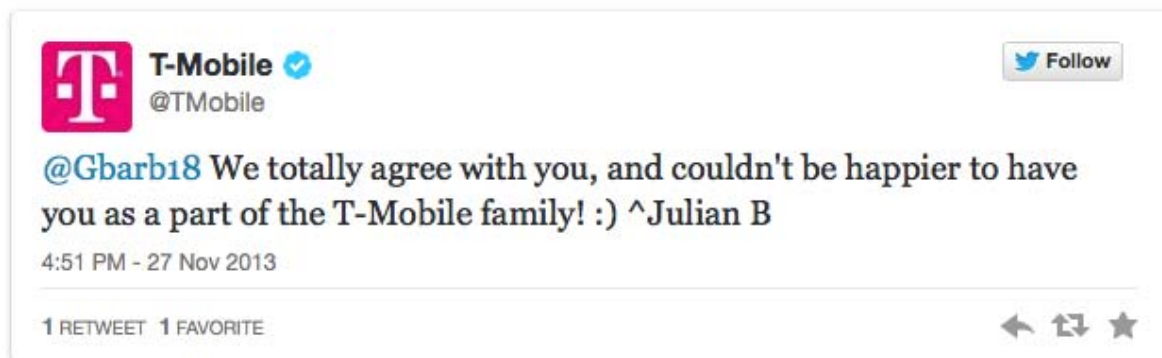 T-Mobile
@TMobile
Follow
@Gbarb18 We totally agree with you, and couldn't be happier to have
you as a part of the T-Mobile family! :) ^Julian B
4:51 PM - 27 Nov 2013
1 RETWEET 1 FAVORITE